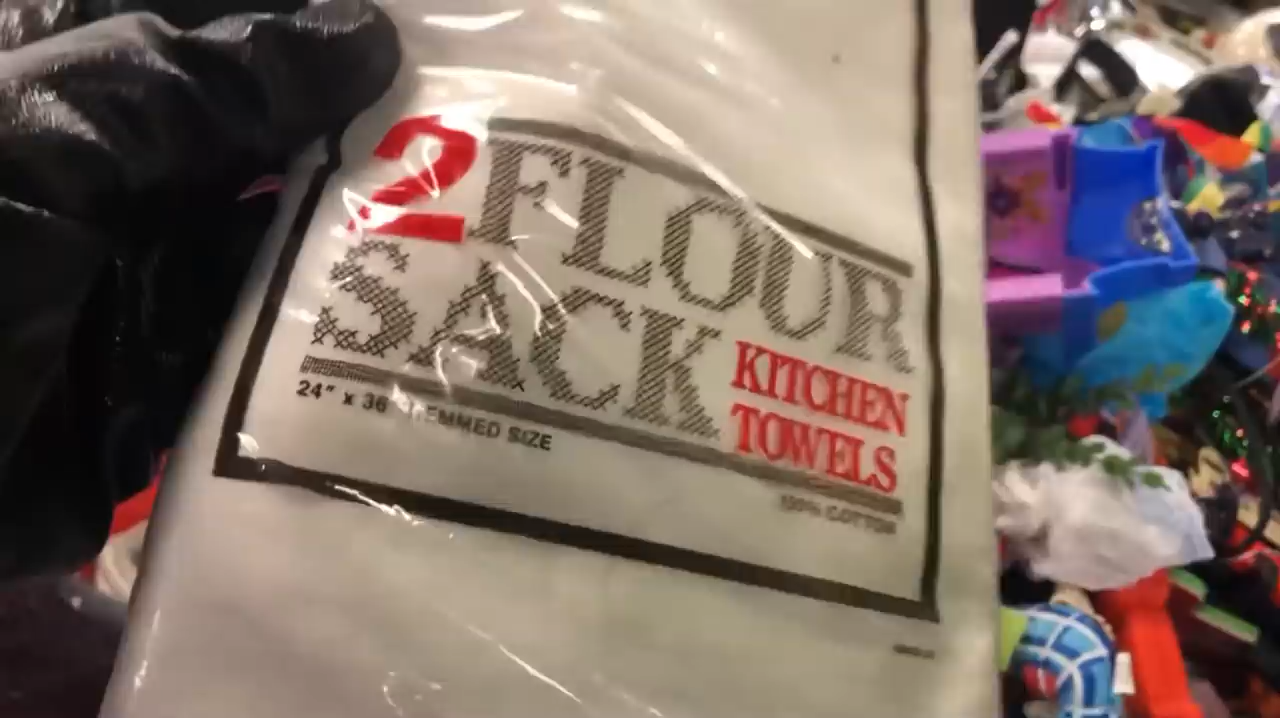 2 FLOUR
SACK KITCHEN
TOWELS
24" x 36" HEMMED SIZE
100% COTTON